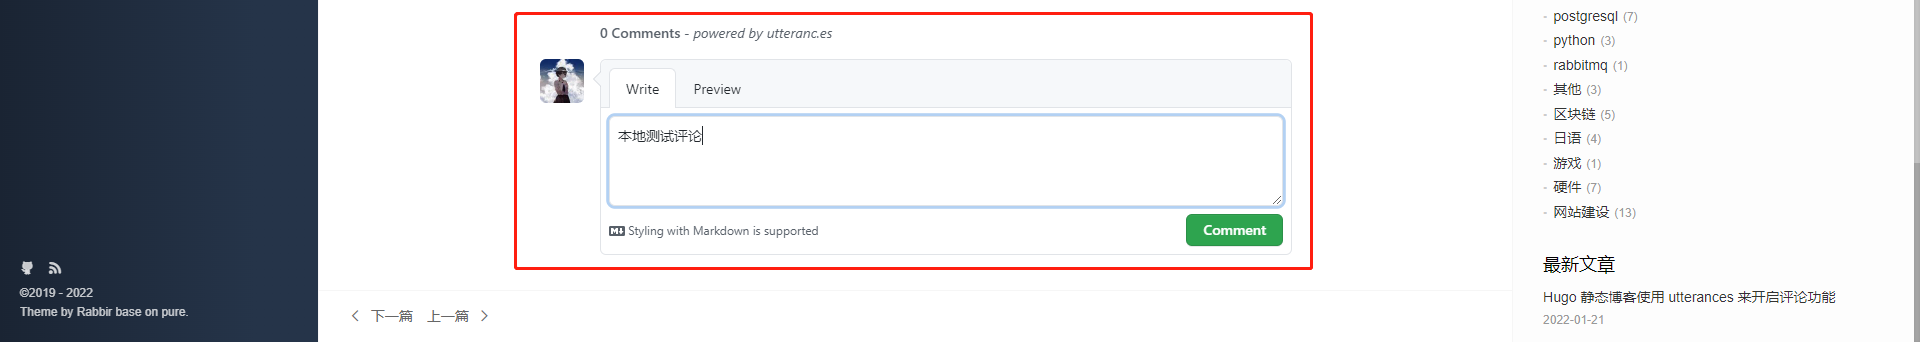 ©2019 - 2022
Theme by Rabbir base on pure.
0 Comments - powered by utteranc.es
Write
Preview
本地测试评论
Styling with Markdown is supported
Comment
下一篇
上一篇
- postgresql (7)
- python (3)
- rabbitmq (1)
- 其他 (3)
- 区块链 (5)
- 日语 (4)
- 游戏 (1)
- 硬件 (7)
- 网站建设 (13)
最新文章
Hugo 静态博客使用 utterances 来开启评论功能
2022-01-21